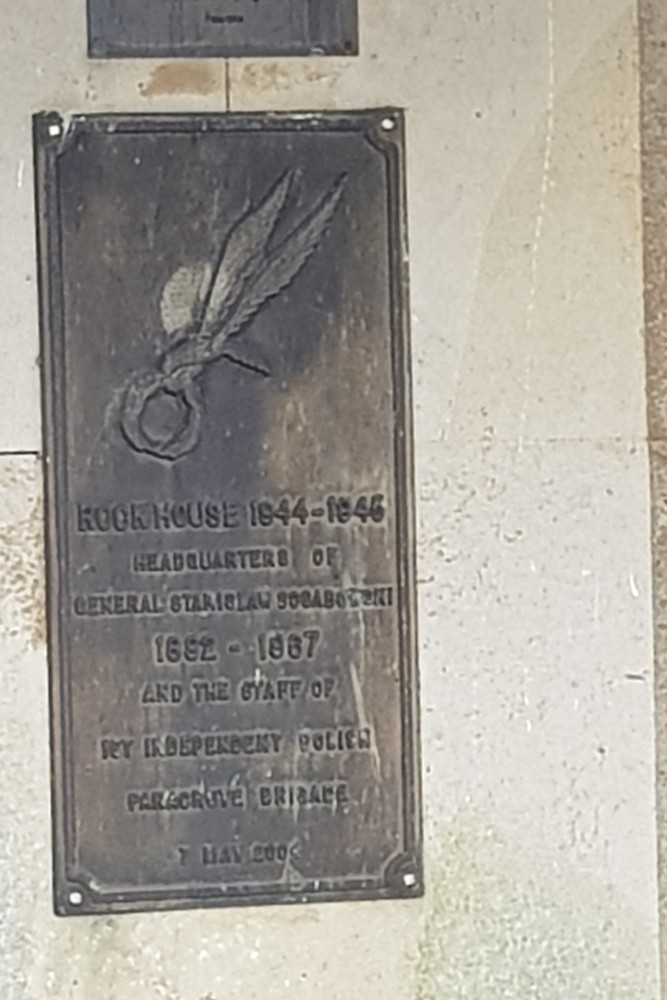 ROCK HOUSE 1944-1945
HEADQUARTERS OF
GENERAL STANISLAW SOSABOWSKI
1892 - 1967
AND THE STAFF OF
1ST INDEPENDENT POLISH
PARACHUTE BRIGADE
7 MAY